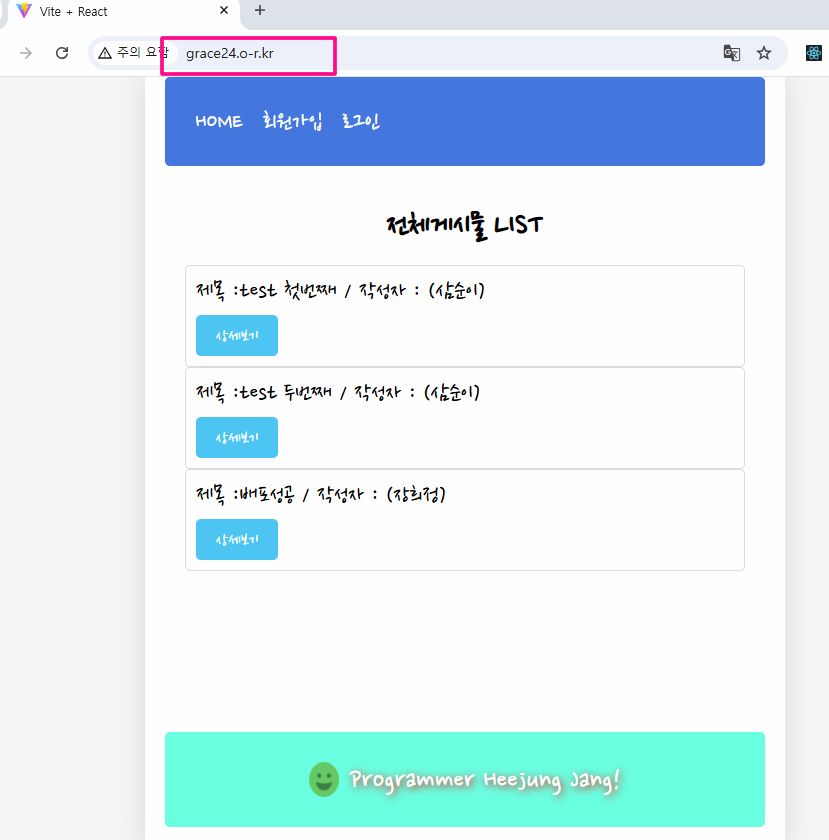 Vite + React
주의 요함 grace24.o-r.kr
HOME 회원가입 로그인
전체게시물 LIST
제목 :test 첫번째 / 작성자 : (삼순이)
상세보기
제목 :test 두번째 / 작성자 : (삼순이)
상세보기
제목 :배포성공 / 작성자 : (장희정)
상세보기
Programmer Heejung Jang!